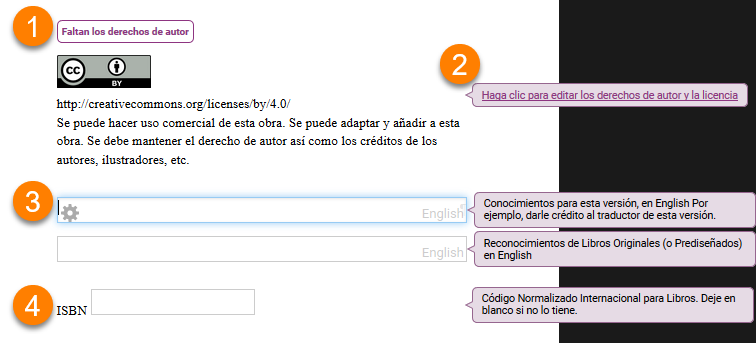 1
Faltan los derechos de autor
cc BY
2
Haga clic para editar los derechos de autor y la licencia
http://creativecommons.org/licenses/by/4.0/
Se puede hacer uso comercial de esta obra. Se puede adaptar y añadir a esta
obra. Se debe mantener el derecho de autor así como los créditos de los
autores, ilustradores, etc.
3
English
Conocimientos para esta versión, en English Por
ejemplo, darle crédito al traductor de esta versión.
English
Reconocimientos de Libros Originales (o Prediseñados)
en English
4
ISBN
Código Normalizado Internacional para Libros. Deje en
blanco si no lo tiene.